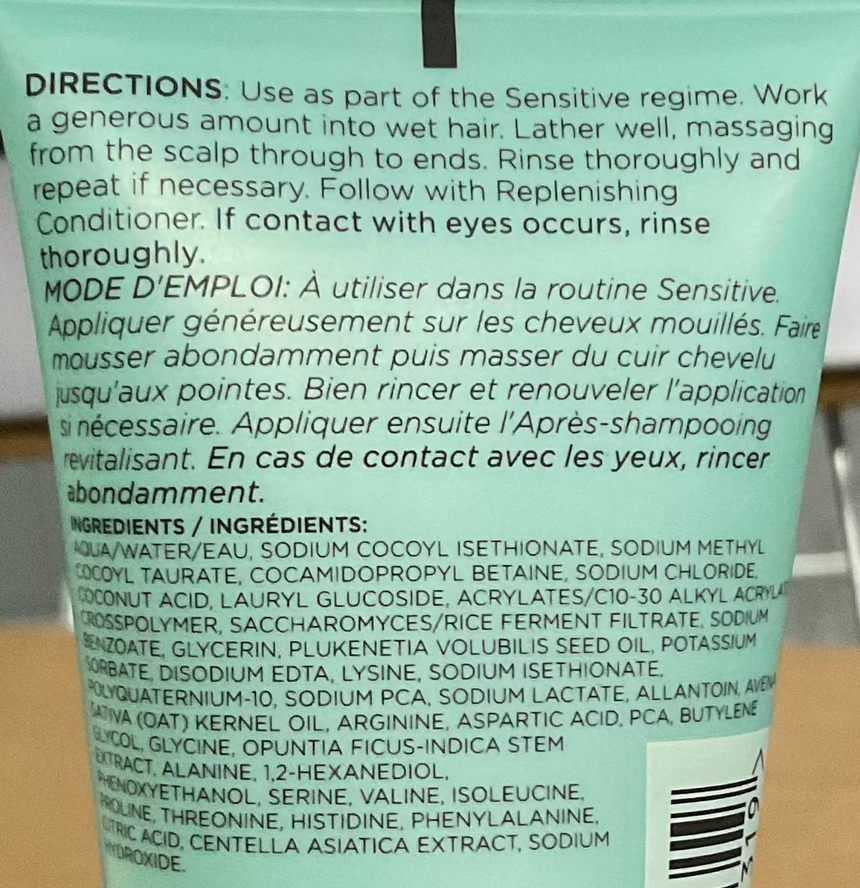 DIRECTIONS: Use as part of the Sensitive regime. Work
a generous amount into wet hair. Lather well, massaging
from the scalp through to ends. Rinse thoroughly and
repeat if necessary. Follow with Replenishing
Conditioner. If contact with eyes occurs, rinse
thoroughly.
MODE D'EMPLOI: À utiliser dans la routine Sensitive.
Appliquer généreusement sur les cheveux mouillés. Faire
mousser abondamment puis masser du cuir chevelu
jusqu'aux pointes. Bien rincer et renouveler l'application
si nécessaire. Appliquer ensuite l'Après-shampooing
revitalisant. En cas de contact avec les yeux, rincer
abondamment.
INGREDIENTS / INGRÉDIENTS:
AQUA/WATER/EAU, SODIUM COCOYL ISETHIONATE, SODIUM METHYL
COCOYL TAURATE, COCAMIDOPROPYL BETAINE, SODIUM CHLORIDE,
COCONUT ACID, LAURYL GLUCOSIDE, ACRYLATES/C10-30 ALKYL ACRYLATE
CROSSPOLYMER, SACCHAROMYCES/RICE FERMENT FILTRATE, SODIUM
BENZOATE, GLYCERIN, PLUKENETIA VOLUBILIS SEED OIL, POTASSIUM
SORBATE, DISODIUM EDTA, LYSINE, SODIUM ISETHIONATE,
POLYQUATERNIUM-10, SODIUM PCA, SODIUM LACTATE, ALLANTOIN, AVENA
SATIVA (OAT) KERNEL OIL, ARGININE, ASPARTIC ACID, PCA, BUTYLENE
GLYCOL, GLYCINE, OPUNTIA FICUS-INDICA STEM
EXTRACT, ALANINE, 1,2-HEXANEDIOL,
PHENOXYETHANOL, SERINE, VALINE, ISOLEUCINE,
PROLINE, THREONINE, HISTIDINE, PHENYLALANINE,
CITRIC ACID, CENTELLA ASIATICA EXTRACT, SODIUM
HYDROXIDE.
319 >